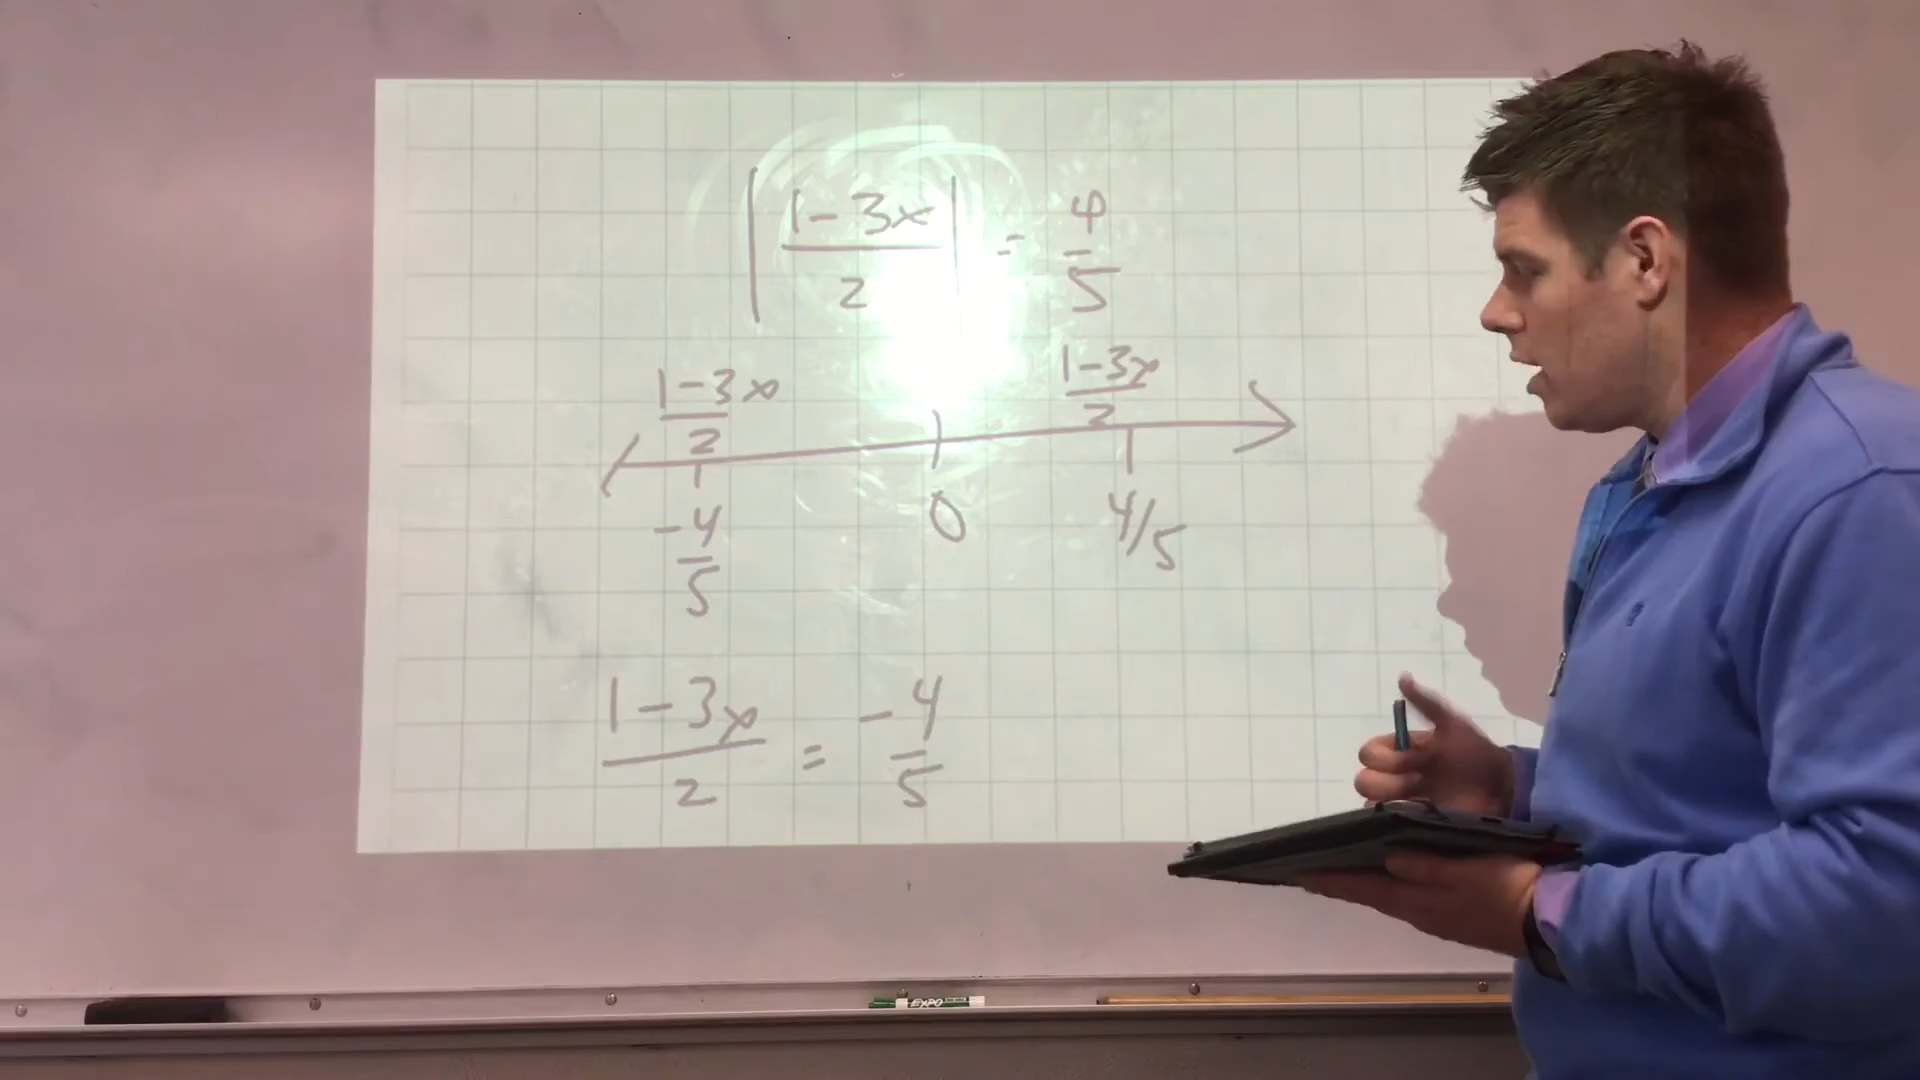 |1-3x/2| = 4/5
1-3x/2 1-3x/2
-4/5 0 4/5
1-3x/2 = -4/5
EXPO